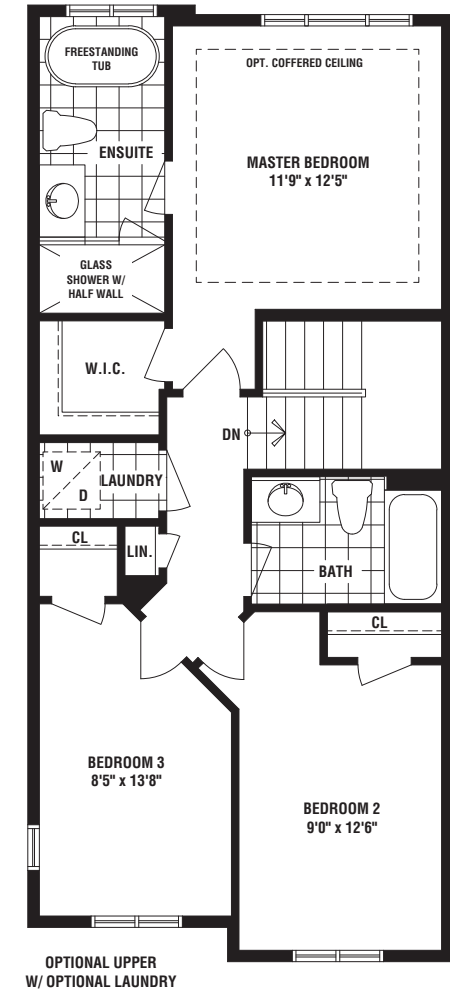 FREESTANDING
TUB
OPT. COFFERED CEILING
ENSUITE
MASTER BEDROOM
11'9" x 12'5"
GLASS
SHOWER W/
HALF WALL
W.I.C.
DN
W
D
LAUNDRY
CL
LIN.
BATH
CL
BEDROOM 3
8'5" x 13'8"
BEDROOM 2
9'0" x 12'6"
OPTIONAL UPPER
W/ OPTIONAL LAUNDRY